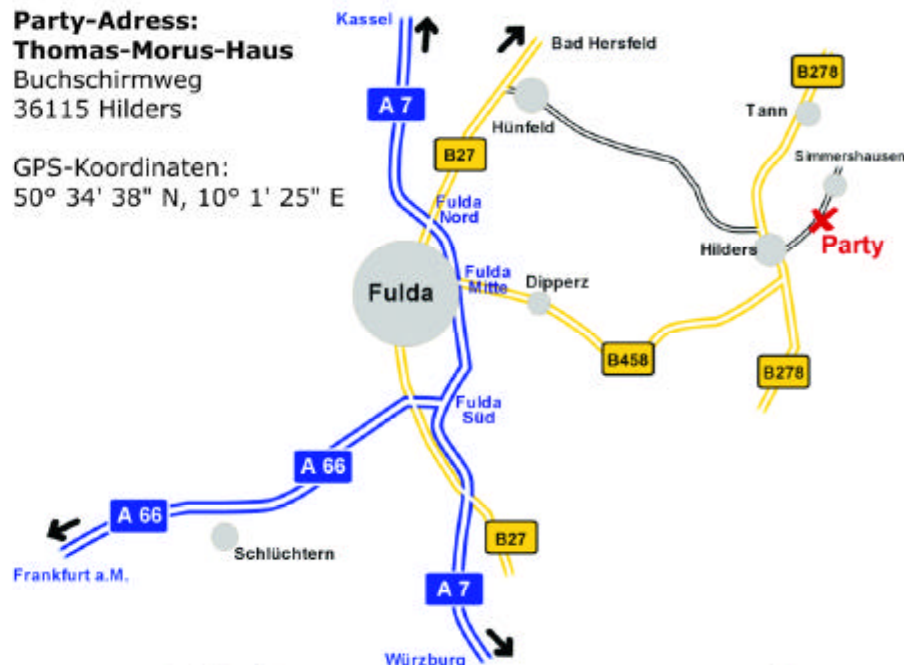 Party-Adress:
Thomas-Morus-Haus
Buchschirmweg
36115 Hilders
GPS-Koordinaten:
50° 34' 38" N, 10° 1' 25" E
Kassel
Bad Hersfeld
B278
A 7
Hünfeld
Tann
B27
Simmershausen
Fulda
Nord
Hilders
Party
Fulda
Fulda
Mitte
Dipperz
B458
B278
Fulda
Süd
A 66
A 66
B27
Schlüchtern
Frankfurt a.M.
A 7
Würzburg